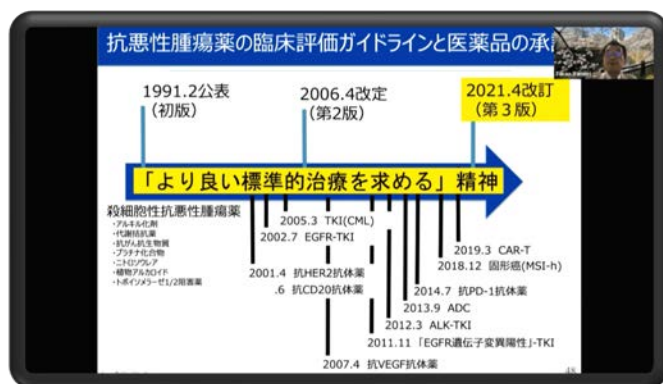 抗悪性腫瘍薬の臨床評価ガイドラインと医薬品の承
1991.2公表
(初版)
2006.4改定
(第2版)
2021.4改訂
(第３版)
「より良い標準的治療を求める」精神
殺細胞性抗悪性腫瘍薬
・アルキル化剤
・代謝拮抗薬
・抗がん抗生物質
・プラチナ化合物
・ニトロソウレア
・植物アルカロイド
・トポイソメラーゼ1/2阻害薬
2005.3 TKI(CML)
2002.7 EGFR-TKI
2001.4 抗HER2抗体薬
.6 抗CD20抗体薬
2019.3 CAR-T
2018.12 固形癌(MSI-h)
2014.7 抗PD-1抗体薬
2013.9 ADC
2012.3 ALK-TKI
2011.11 「EGFR遺伝子変異陽性」-TKI
2007.4 抗VEGF抗体薬
48